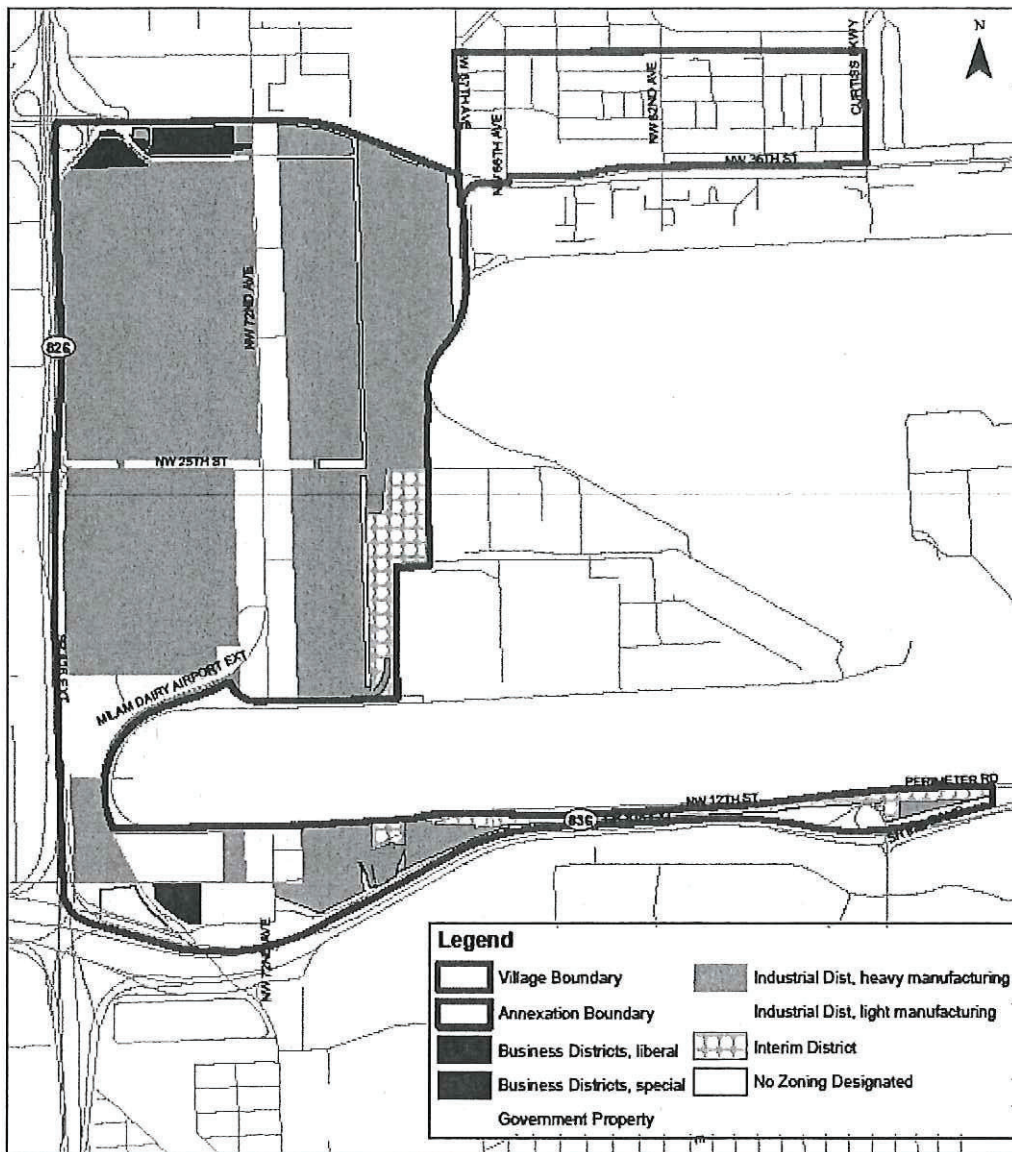 N
NW 67TH AVE
NW 66TH AVE
NW 62ND AVE
CURTISS PKWY
NW 36TH ST
NW 72ND AVE
826
NW 25TH ST
MILAM DAIRY AIRPORT EXT
PERIMETER RD
NW 12TH ST
836
NW 72ND AVE
Legend
Village Boundary
Annexation Boundary
Business Districts, liberal
Business Districts, special
Government Property
Industrial Dist, heavy manufacturing
Industrial Dist, light manufacturing
Interim District
No Zoning Designated